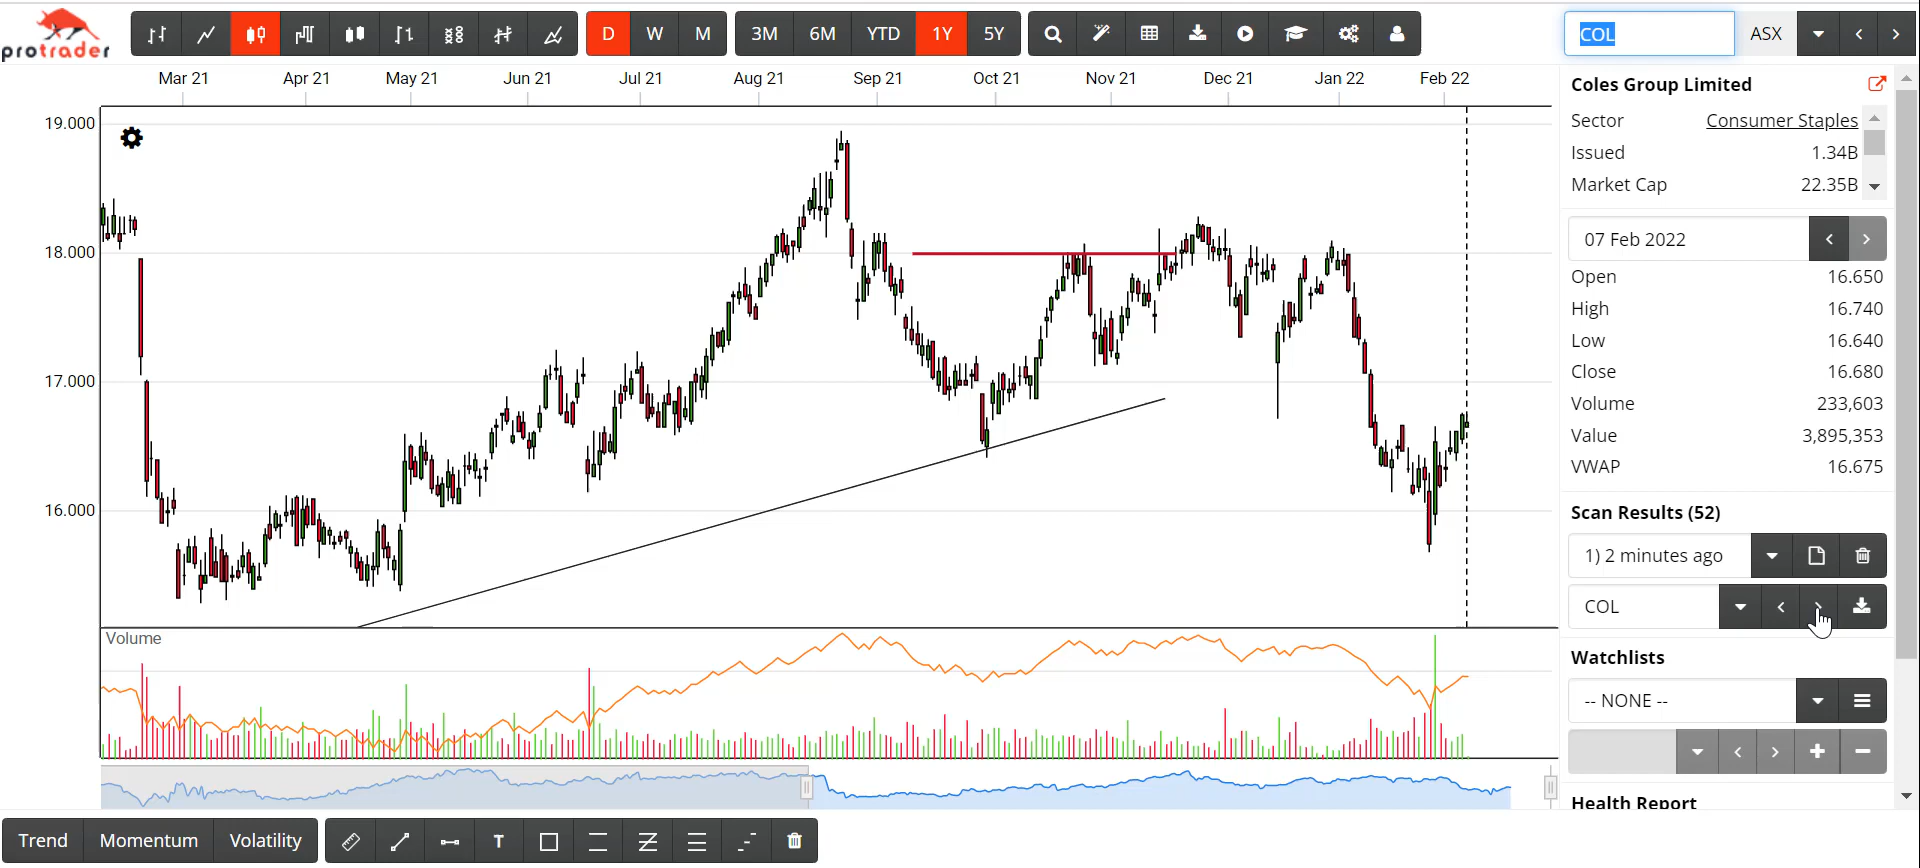 protrader
D W M
3M 6M YTD 1Y 5Y
COL ASX
Mar 21 Apr 21 May 21 Jun 21 Jul 21 Aug 21 Sep 21 Oct 21 Nov 21 Dec 21 Jan 22 Feb 22
19.000
18.000
17.000
16.000
Volume
Coles Group Limited
Sector Consumer Staples
Issued 1.34B
Market Cap 22.35B
07 Feb 2022
Open 16.650
High 16.740
Low 16.640
Close 16.680
Volume 233,603
Value 3,895,353
VWAP 16.675
Scan Results (52)
1) 2 minutes ago
COL
Watchlists
-- NONE --
Health Report
Trend Momentum Volatility T